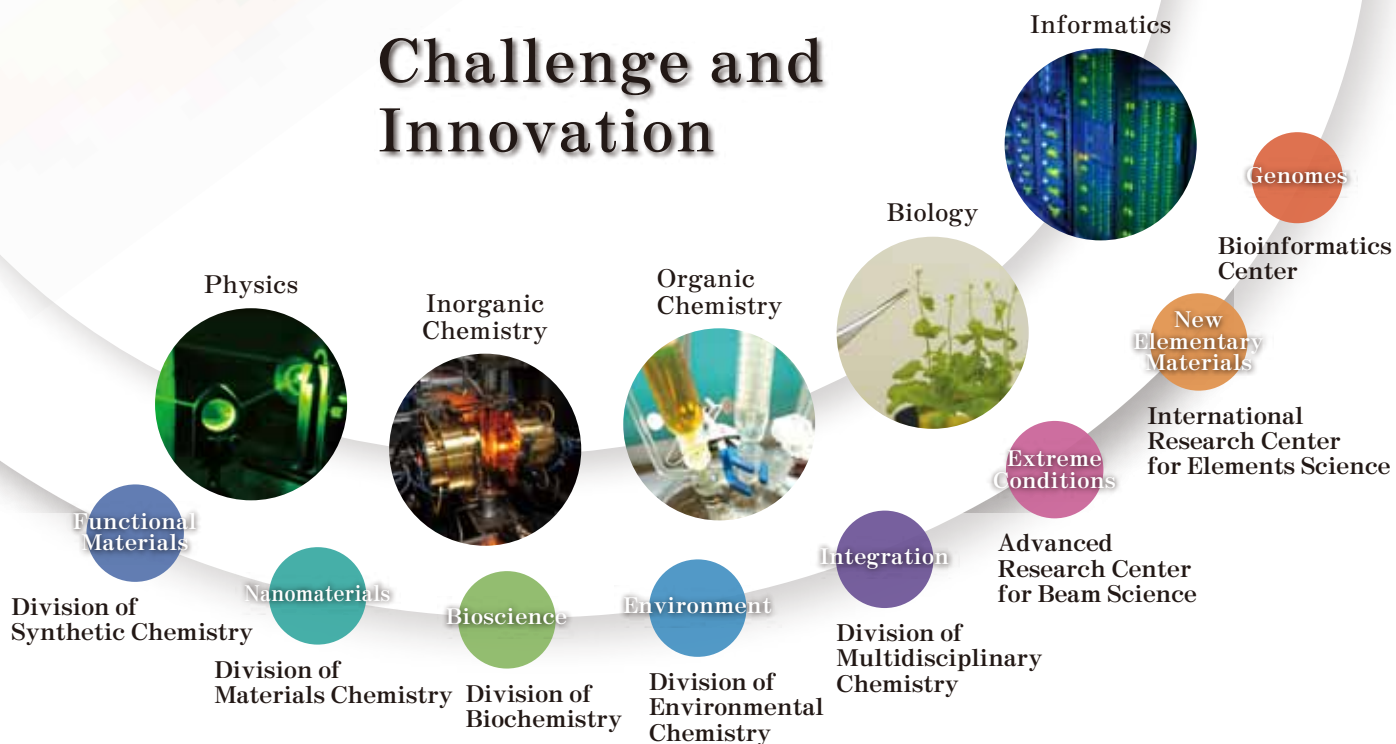 Challenge and
Innovation
Informatics
Genomes
Bioinformatics
Center
Biology
New
Elementary
Materials
International
Research Center
for Elements Science
Physics
Inorganic
Chemistry
Organic
Chemistry
Extreme
Conditions
Advanced
Research Center
for Beam Science
Functional
Materials
Division of
Synthetic Chemistry
Nanomaterials
Division of
Materials Chemistry
Bioscience
Division of
Biochemistry
Environment
Division of
Environmental
Chemistry
Integration
Division of
Multidisciplinary
Chemistry